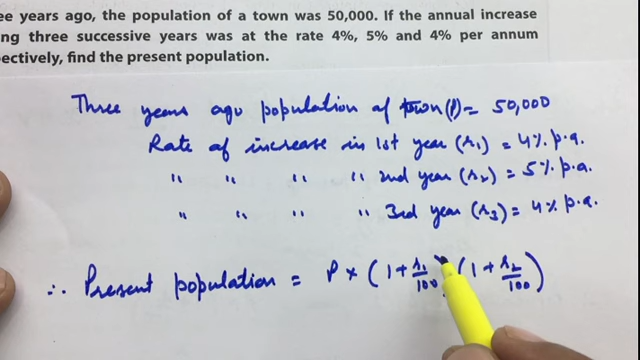 ee years ago, the population of a town was 50,000. If the annual increase
ng three successive years was at the rate 4%, 5% and 4% per annum
ectively, find the present population.
Three years ago population of town (P) = 50,000
Rate of increase in 1st year (r₁) = 4% p.a.
" " " " 2nd year (r₂) = 5% p.a.
" " " " 3rd year (r₃) = 4% p.a.
∴ Present population = P × (1 + r₁/100) (1 + r₂/100)